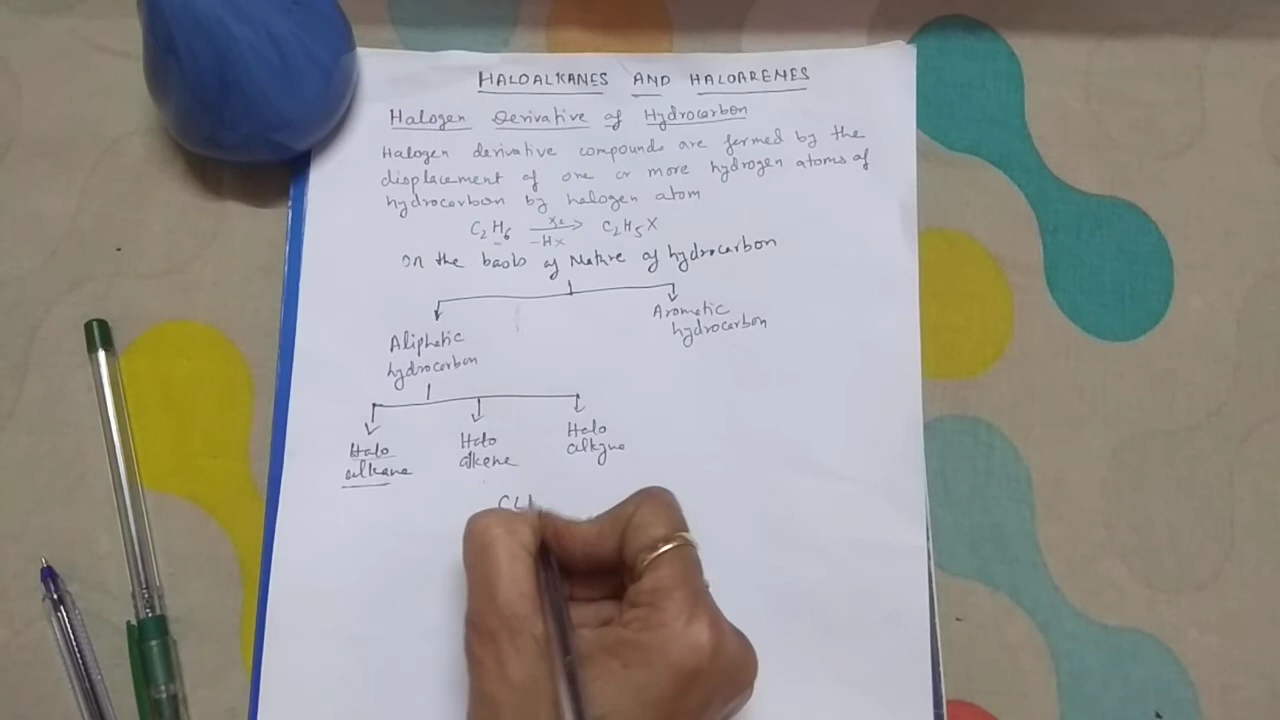 HALOALKANES AND HALOARENES
Halogen Derivative of Hydrocarbon
Halogen derivative compounds are formed by the
displacement of one or more hydrogen atoms of
hydrocarbon by halogen atom
C2H6 X2 -HX → C2H5X
on the basis of Nature of hydrocarbon
Aliphatic
hydrocarbon
Aromatic
hydrocarbon
Halo
alkane
Halo
alkene
Halo
alkyne